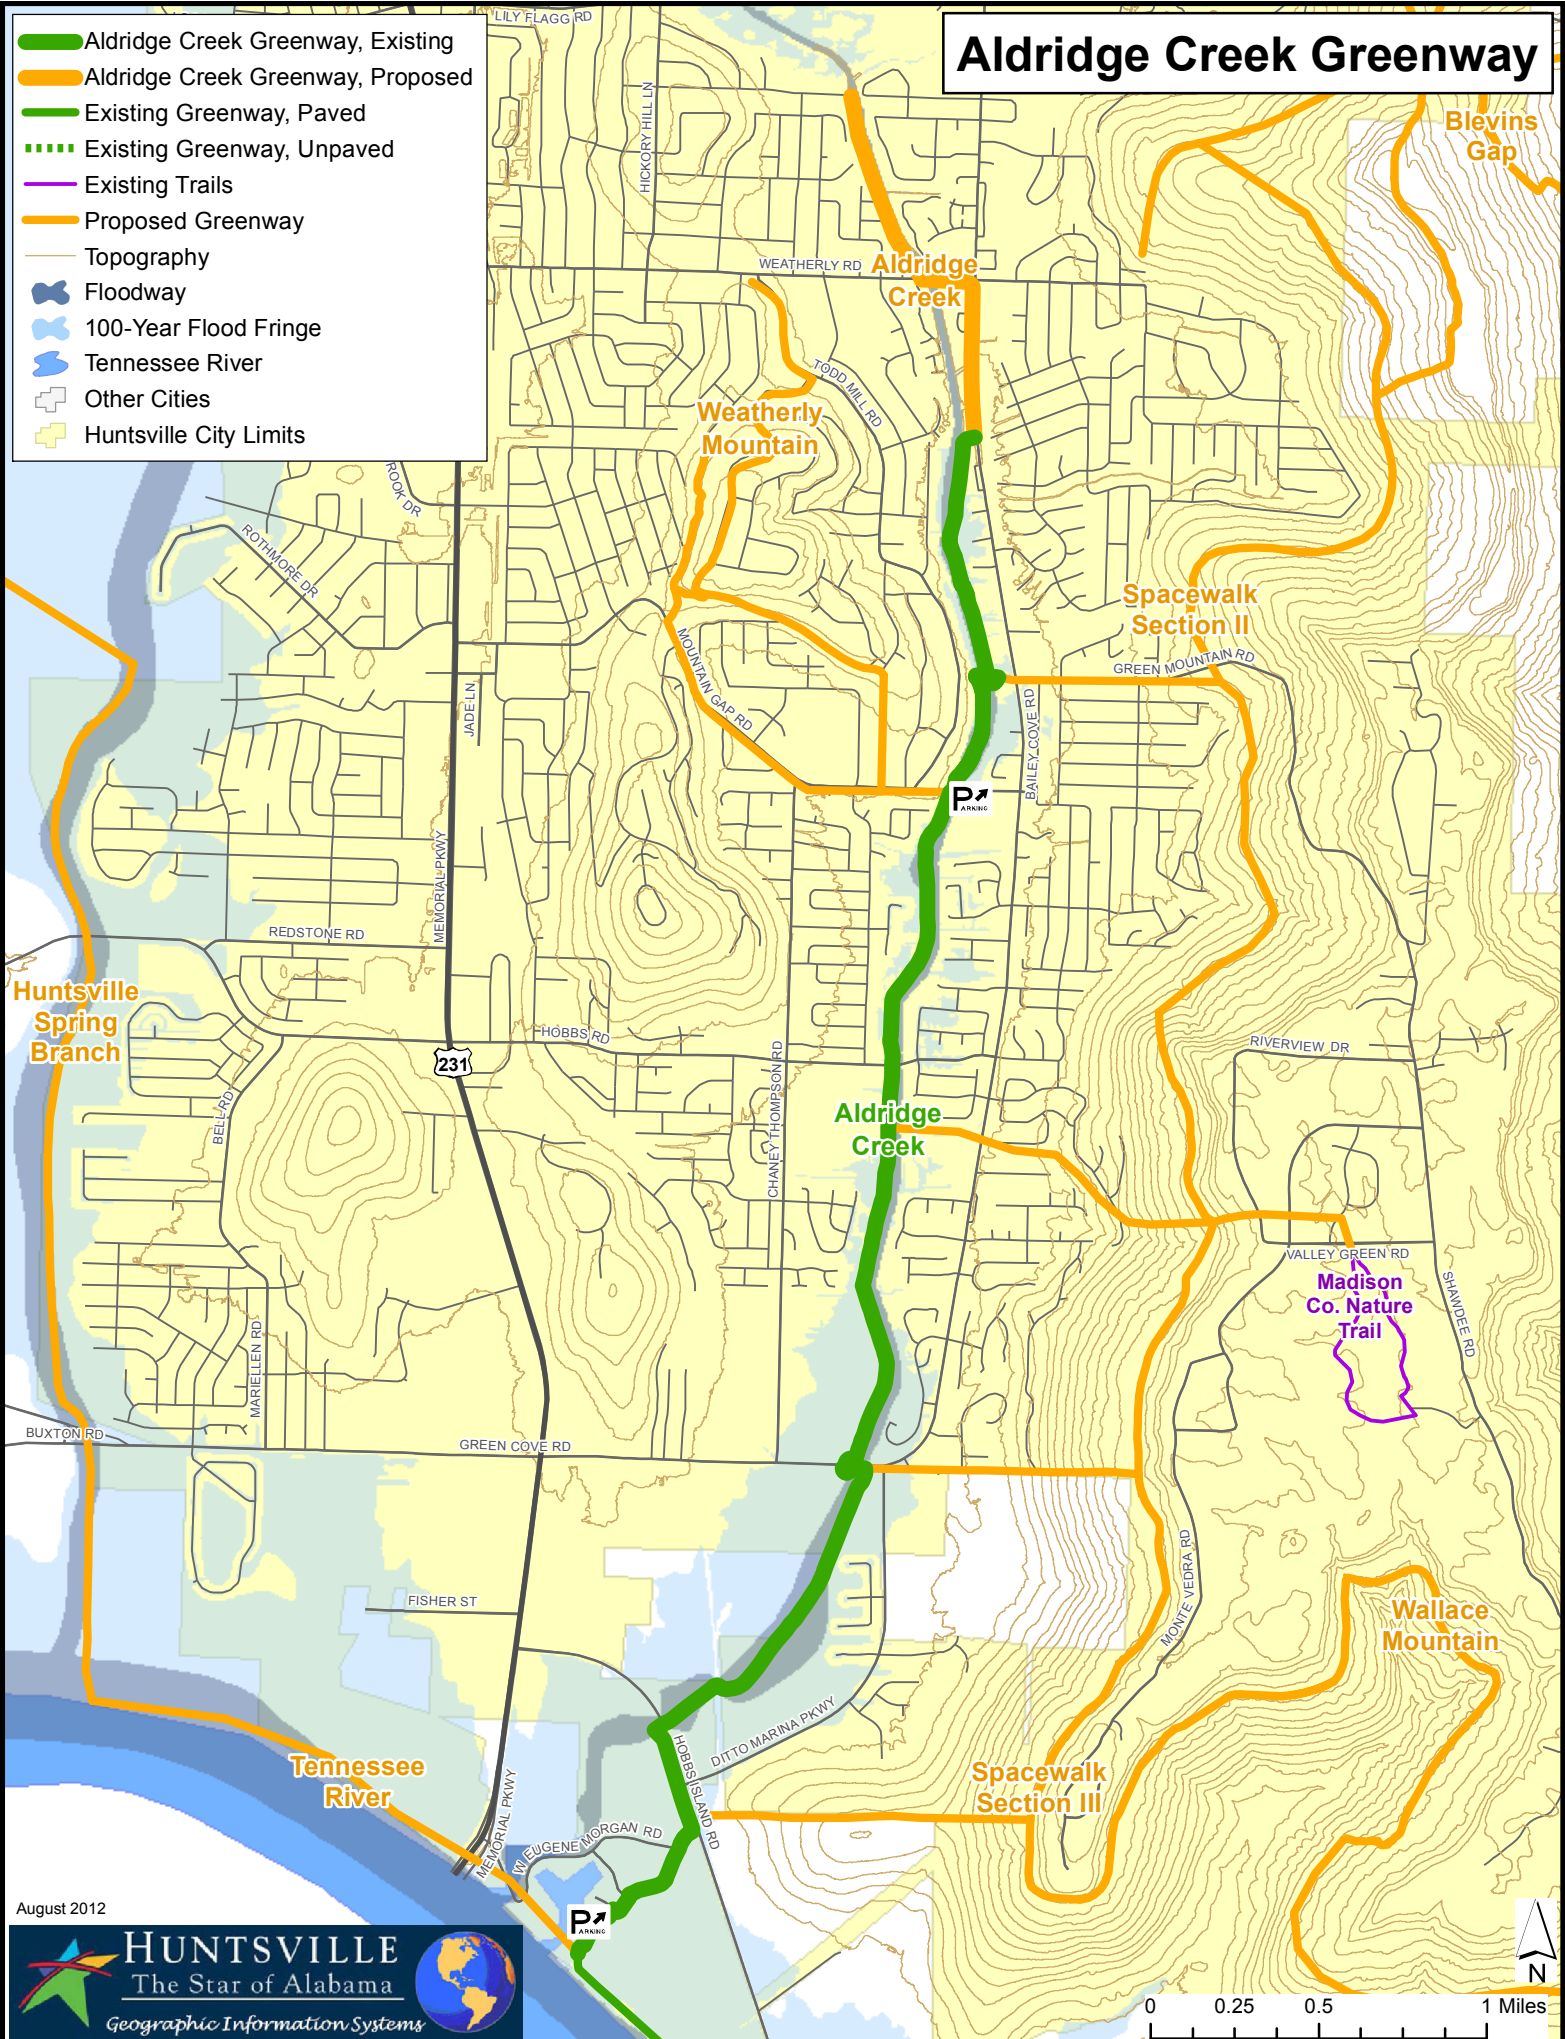 Aldridge Creek Greenway
Aldridge Creek Greenway, Existing
Aldridge Creek Greenway, Proposed
Existing Greenway, Paved
Existing Greenway, Unpaved
Existing Trails
Proposed Greenway
Topography
Floodway
100-Year Flood Fringe
Tennessee River
Other Cities
Huntsville City Limits
LILY FLAGG RD
HICKORY HILL LN
Blevins
Gap
WEATHERLY RD
Aldridge
Creek
TODD MILL RD
Weatherly
Mountain
ROOK DR
ROTHMORE DR
Spacewalk
Section II
GREEN MOUNTAIN RD
MOUNTAIN GAP RD
JADE LN
BAILEY COVE RD
P
ARKING
MEMORIAL PKWY
REDSTONE RD
Huntsville
Spring
Branch
HOBBS RD
231
CHANEY THOMPSON RD
RIVERVIEW DR
BELL RD
Aldridge
Creek
VALLEY GREEN RD
Madison
Co. Nature
Trail
SHAWDEE RD
MARIELLEN RD
BUXTON RD
GREEN COVE RD
MONTE VEDRA RD
FISHER ST
Wallace
Mountain
HOBBS ISLAND RD
DITTO MARINA PKWY
Tennessee
River
Spacewalk
Section III
MEMORIAL PKWY
W EUGENE MORGAN RD
P
ARKING
August 2012
HUNTSVILLE
The Star of Alabama
Geographic Information Systems
N
0 0.25 0.5 1 Miles